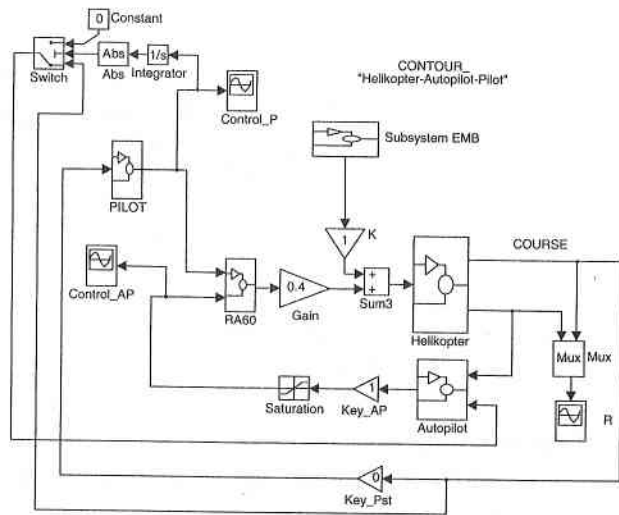 0 Constant
Abs
1/s
Switch
Abs
Integrator
CONTOUR_
"Helikopter-Autopilot-Pilot"
Control_P
Subsystem EMB
PILOT
1
K
COURSE
Control_AP
0.4
+
+
RA60
Gain
Sum3
Helikopter
Mux
Mux
1
Saturation
Key_AP
Autopilot
R
0
Key_Pst